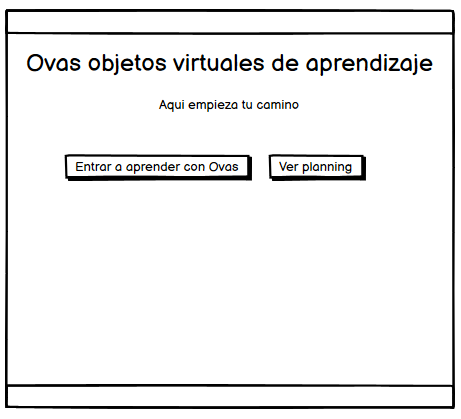 Ovas objetos virtuales de aprendizaje
Aqui empieza tu camino
Entrar a aprender con Ovas
Ver planning